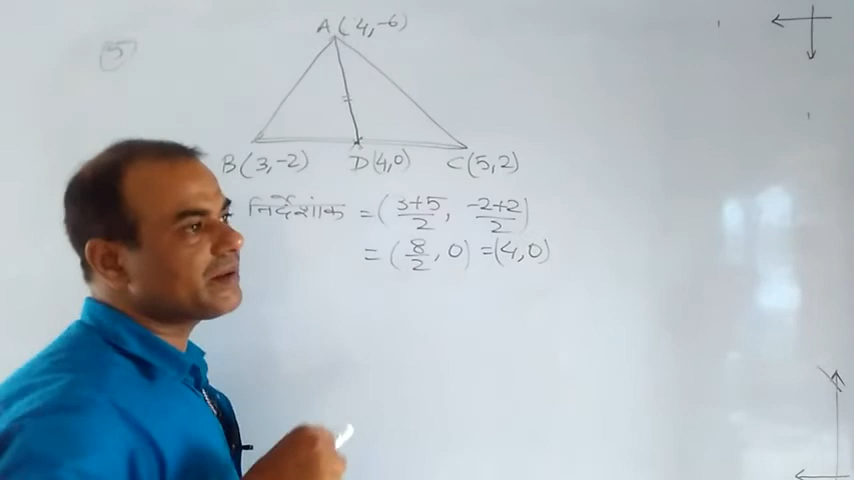 5
A(4,-6)
B(3,-2) D(4,0) C(5,2)
निर्देशांक = (3+5/2, -2+2/2)
= (8/2, 0) = (4,0)